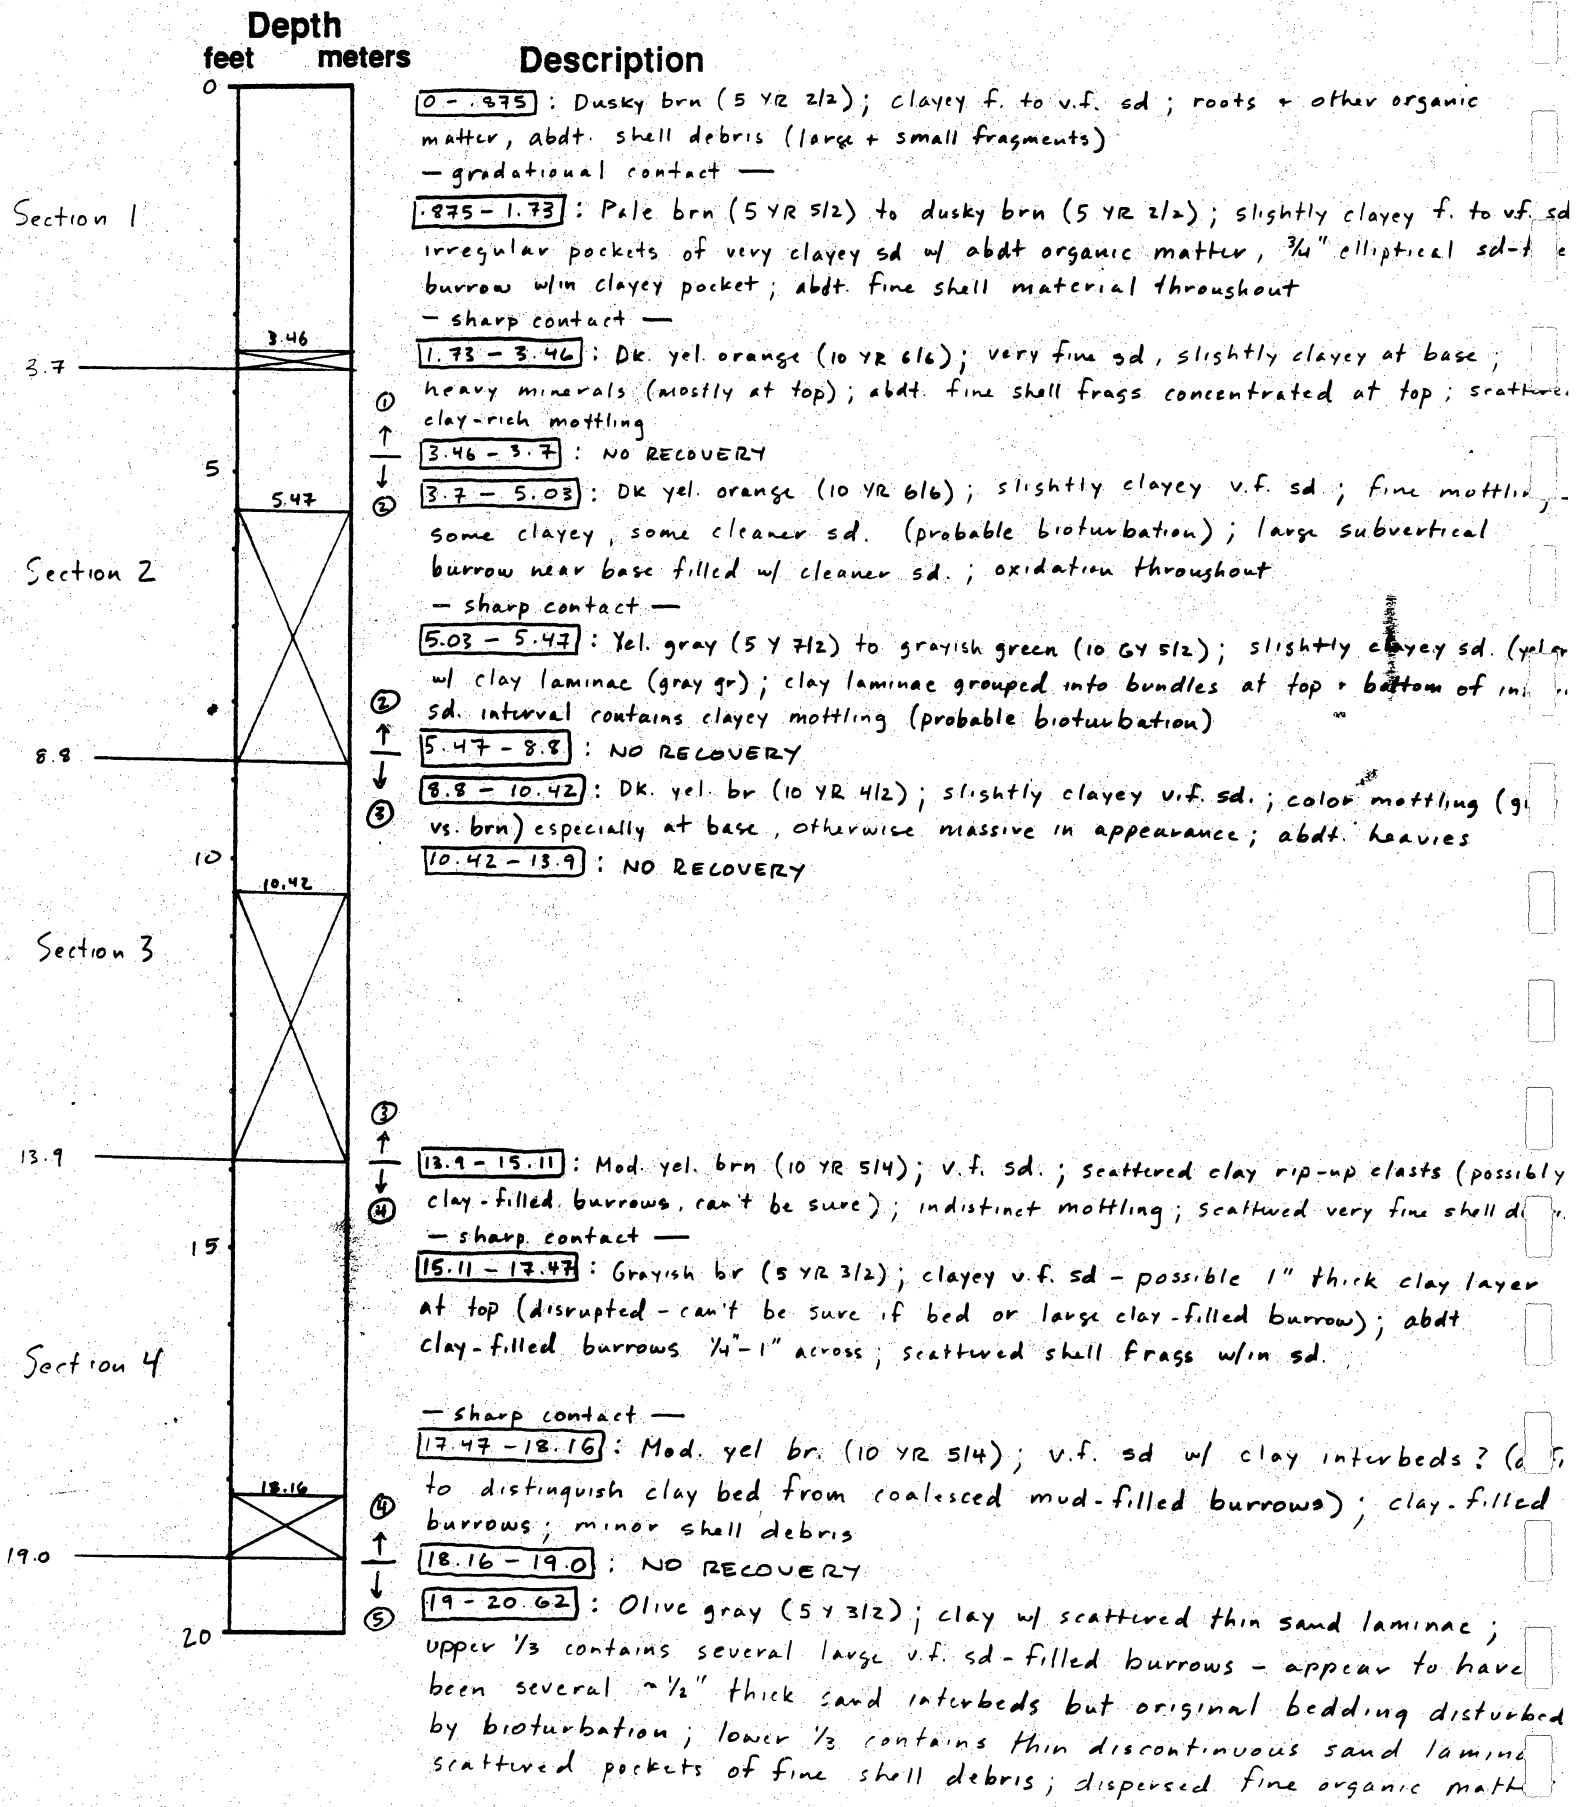 Depth
feet meters Description
0
0 - .875 : Dusky brn (5 YR 2/2) ; clayey f. to v.f. sd ; roots + other organic
matter, abdt. shell debris (large + small fragments)
— gradational contact —
Section 1
.875 - 1.73 : Pale brn (5 YR 5/2) to dusky brn (5 YR 2/2) ; slightly clayey f. to v.f. sd
irregular pockets of very clayey sd w/ abdt organic matter, 3/4" elliptical
burrow w/in clayey pocket ; abdt. fine shell material throughout
— sharp contact —
3.46
3.7
1.73 - 3.46 : Dk. yel. orange (10 YR 6/6) ; very fine sd, slightly clayey at base ;
heavy minerals (mostly at top) ; abdt. fine shell frags concentrated at top ;
clay-rich mottling
① ↑
3.46 - 3.7 : NO RECOVERY
5
↓ ②
5.47
3.7 - 5.03 : Dk yel. orange (10 YR 6/6) ; slightly clayey v.f. sd ; fine
some clayey, some cleaner sd. (probable bioturbation) ; large subvertical
Section 2
burrow near base filled w/ cleaner sd. ; oxidation throughout
— sharp contact —
5.03 - 5.47 : Yel. gray (5 Y 7/2) to grayish green (10 GY 5/2) ; slightly clayey sd.
w/ clay laminae (gray gr) ; clay laminae grouped into bundles at top + bottom of
sd. interval contains clayey mottling (probable bioturbation)
② ↑
8.8
5.47 - 8.8 : NO RECOVERY
↓ ③
8.8 - 10.42 : Dk. yel. br (10 YR 4/2) ; slightly clayey v.f. sd. ; color mottling
vs. brn) especially at base, otherwise massive in appearance ; abdt. heavies
10
10.42 - 13.9 : NO RECOVERY
10.42
Section 3
③ ↑
13.9
↓ ④
13.9 - 15.11 : Mod. yel. brn (10 YR 5/4) ; v.f. sd. ; scattered clay rip-up clasts (possibly
clay-filled burrows, can't be sure) ; indistinct mottling ; scattered very fine shell
— sharp contact —
15
15.11 - 17.47 : Grayish br (5 YR 3/2) ; clayey v.f. sd - possible 1" thick clay layer
at top (disrupted - can't be sure if bed or large clay-filled burrow) ; abdt
clay-filled burrows 1/4"-1" across ; scattered shell frags w/in sd.
Section 4
— sharp contact —
17.47 - 18.16 : Mod. yel br. (10 YR 5/4) ; v.f. sd w/ clay interbeds ?
18.16
to distinguish clay bed from coalesced mud-filled burrows) ; clay-filled
burrows ; minor shell debris
④ ↑
19.0
18.16 - 19.0 : NO RECOVERY
↓ ⑤
19 - 20.62 : Olive gray (5 Y 3/2) ; clay w/ scattered thin sand laminae ;
20
upper 1/3 contains several large v.f. sd-filled burrows - appear to have
been several ~1/2" thick sand interbeds but original bedding disturbed
by bioturbation ; lower 1/3 contains thin discontinuous sand
scattered pockets of fine shell debris ; dispersed fine organic